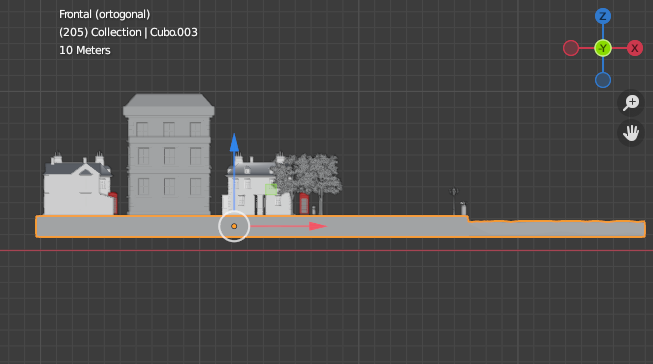 Frontal (ortogonal)
(205) Collection | Cubo.003
10 Meters
Z
-Y
X